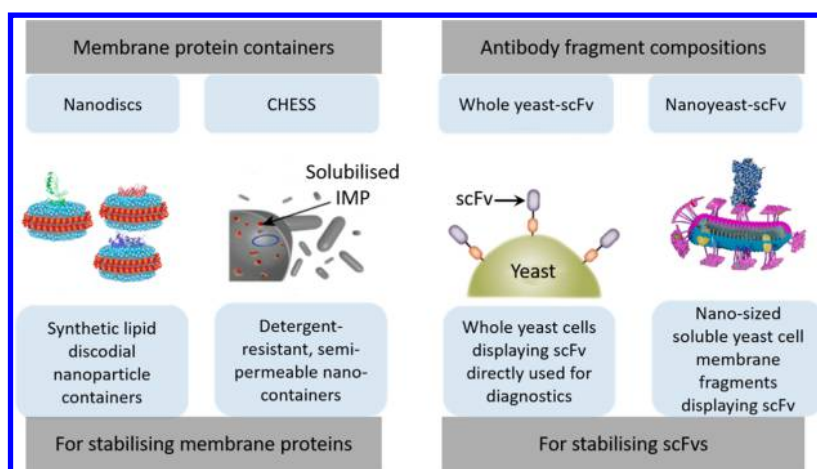 Membrane protein containers
Antibody fragment compositions
Nanodiscs
CHESS
Whole yeast-scFv
Nanoyeast-scFv
Solubilised
IMP
scFv
Yeast
Synthetic lipid
discodial
nanoparticle
containers
Detergent-
resistant, semi-
permeable nano-
containers
Whole yeast cells
displaying scFv
directly used for
diagnostics
Nano-sized
soluble yeast cell
membrane
fragments
displaying scFv
For stabilising membrane proteins
For stabilising scFvs